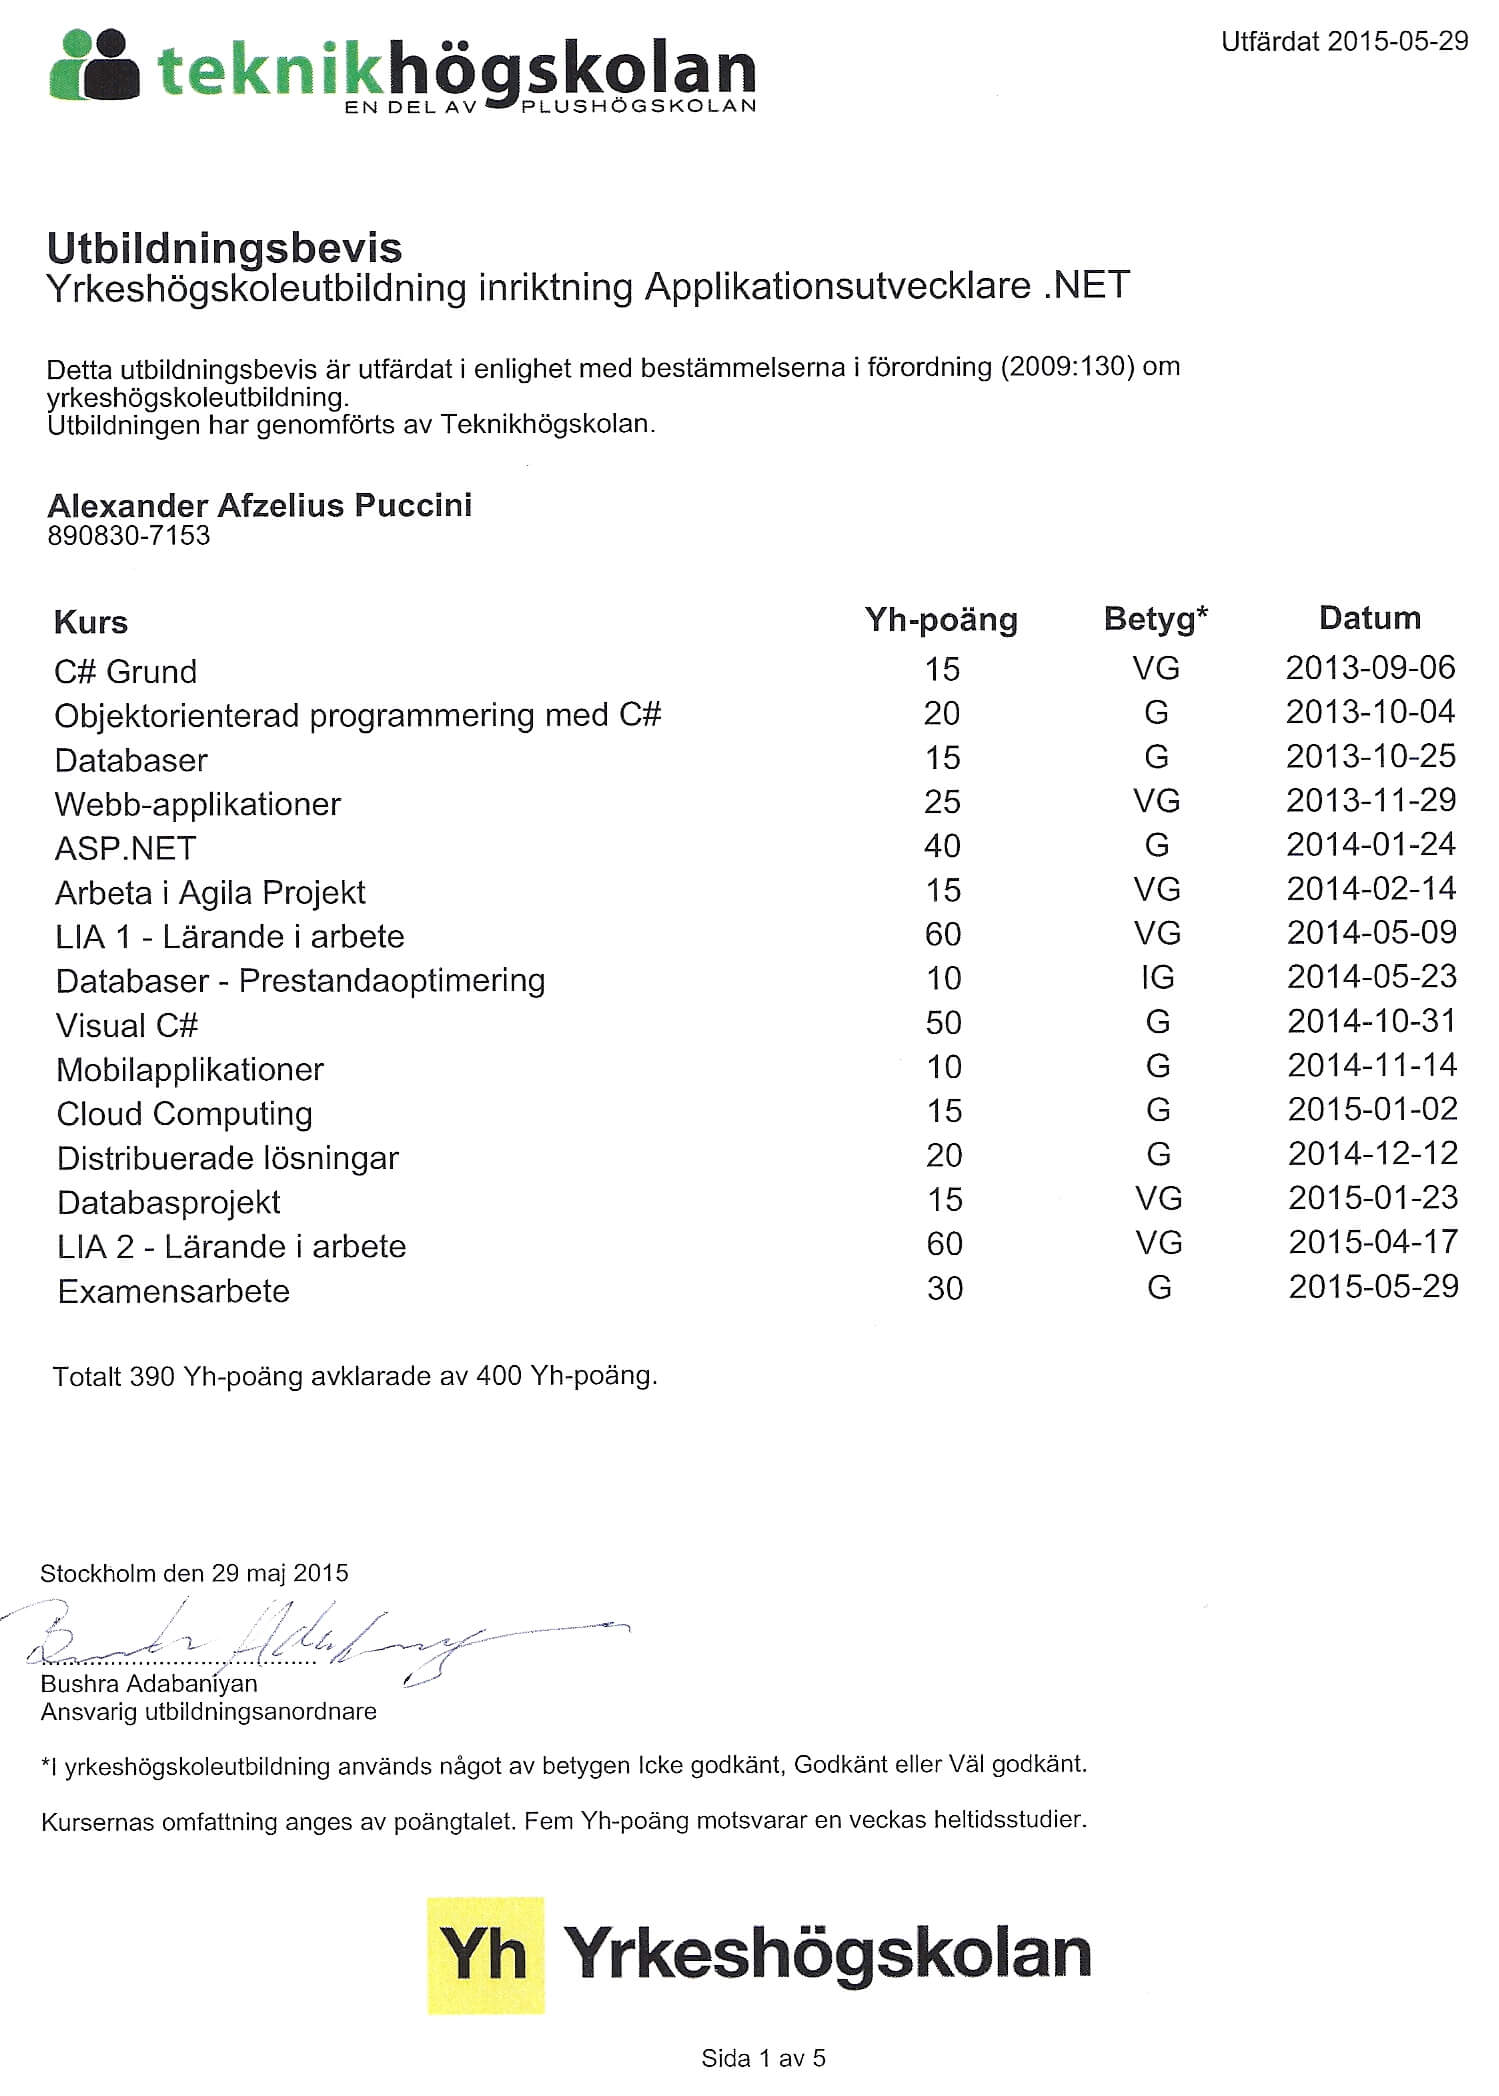 teknikhögskolan
EN DEL AV PLUSHÖGSKOLAN
Utfärdat 2015-05-29
Utbildningsbevis
Yrkeshögskoleutbildning inriktning Applikationsutvecklare .NET
Detta utbildningsbevis är utfärdat i enlighet med bestämmelserna i förordning (2009:130) om
yrkeshögskoleutbildning.
Utbildningen har genomförts av Teknikhögskolan.
Alexander Afzelius Puccini
890830-7153
Kurs Yh-poäng Betyg* Datum
C# Grund 15 VG 2013-09-06
Objektorienterad programmering med C# 20 G 2013-10-04
Databaser 15 G 2013-10-25
Webb-applikationer 25 VG 2013-11-29
ASP.NET 40 G 2014-01-24
Arbeta i Agila Projekt 15 VG 2014-02-14
LIA 1 - Lärande i arbete 60 VG 2014-05-09
Databaser - Prestandaoptimering 10 IG 2014-05-23
Visual C# 50 G 2014-10-31
Mobilapplikationer 10 G 2014-11-14
Cloud Computing 15 G 2015-01-02
Distribuerade lösningar 20 G 2014-12-12
Databasprojekt 15 VG 2015-01-23
LIA 2 - Lärande i arbete 60 VG 2015-04-17
Examensarbete 30 G 2015-05-29
Totalt 390 Yh-poäng avklarade av 400 Yh-poäng.
Stockholm den 29 maj 2015
Bushra Adabaniyan
Ansvarig utbildningsanordnare
*I yrkeshögskoleutbildning används något av betygen Icke godkänt, Godkänt eller Väl godkänt.
Kursernas omfattning anges av poängtalet. Fem Yh-poäng motsvarar en veckas heltidsstudier.
Yh Yrkeshögskolan
Sida 1 av 5